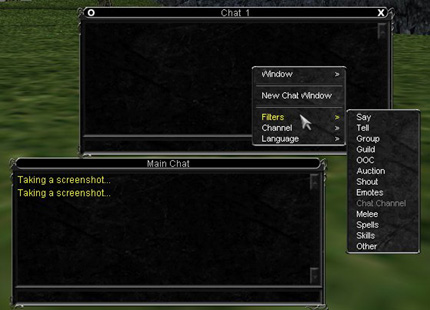 O Chat 1 X
Window >
New Chat Window
Filters >
Channel >
Language >
Say
Tell
Group
Guild
OOC
Auction
Shout
Emotes
Chat Channel
Melee
Spells
Skills
Other
Main Chat
Taking a screenshot...
Taking a screenshot...